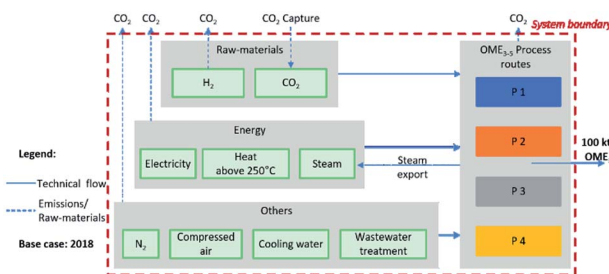 CO2 CO2 CO2 CO2 Capture CO2
System boundary
Raw-materials
H2 CO2
OME3-5 Process
routes
P 1
Energy
Electricity
Heat
above 250°C
Steam
Steam
export
P 2
100 kt
OME
P 3
Others
N2
Compressed
air
Cooling water
Wastewater
treatment
P 4
Legend:
Technical flow
Emissions/
Raw-materials
Base case: 2018